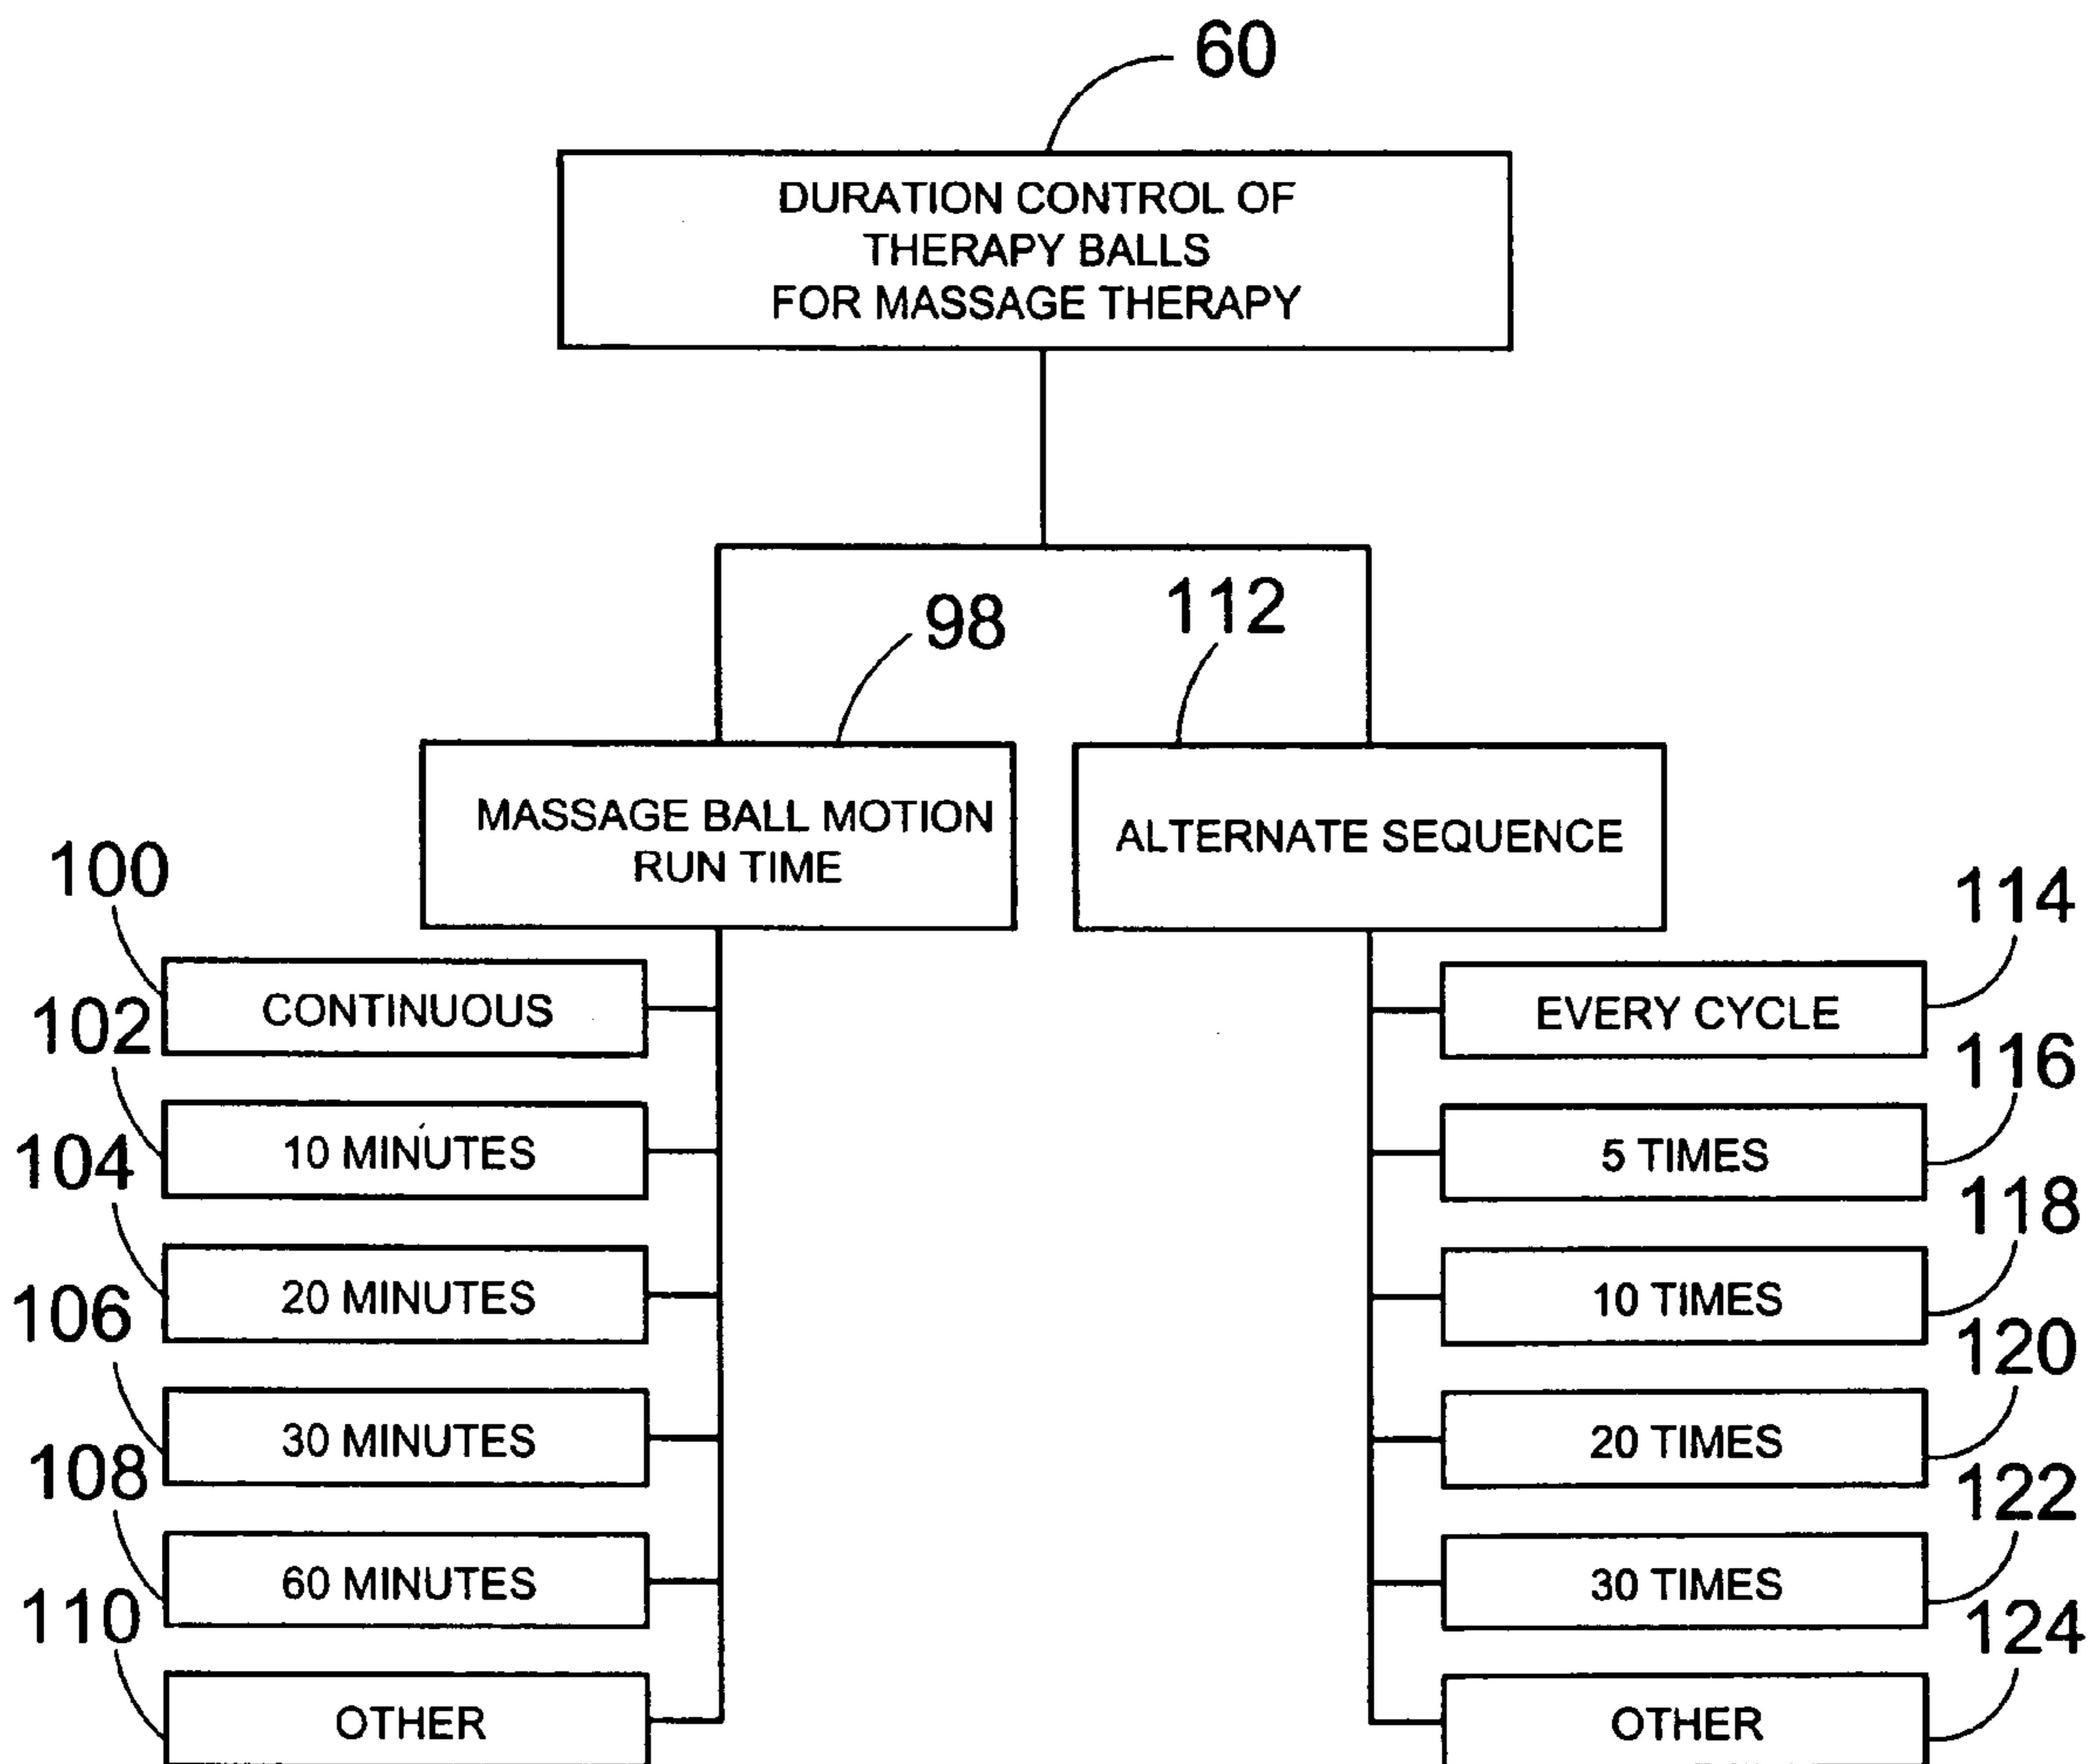 60
DURATION CONTROL OF
THERAPY BALLS
FOR MASSAGE THERAPY
98
112
MASSAGE BALL MOTION
RUN TIME
ALTERNATE SEQUENCE
100
CONTINUOUS
102
10 MINUTES
104
20 MINUTES
106
30 MINUTES
108
60 MINUTES
110
OTHER
114
EVERY CYCLE
116
5 TIMES
118
10 TIMES
120
20 TIMES
122
30 TIMES
124
OTHER